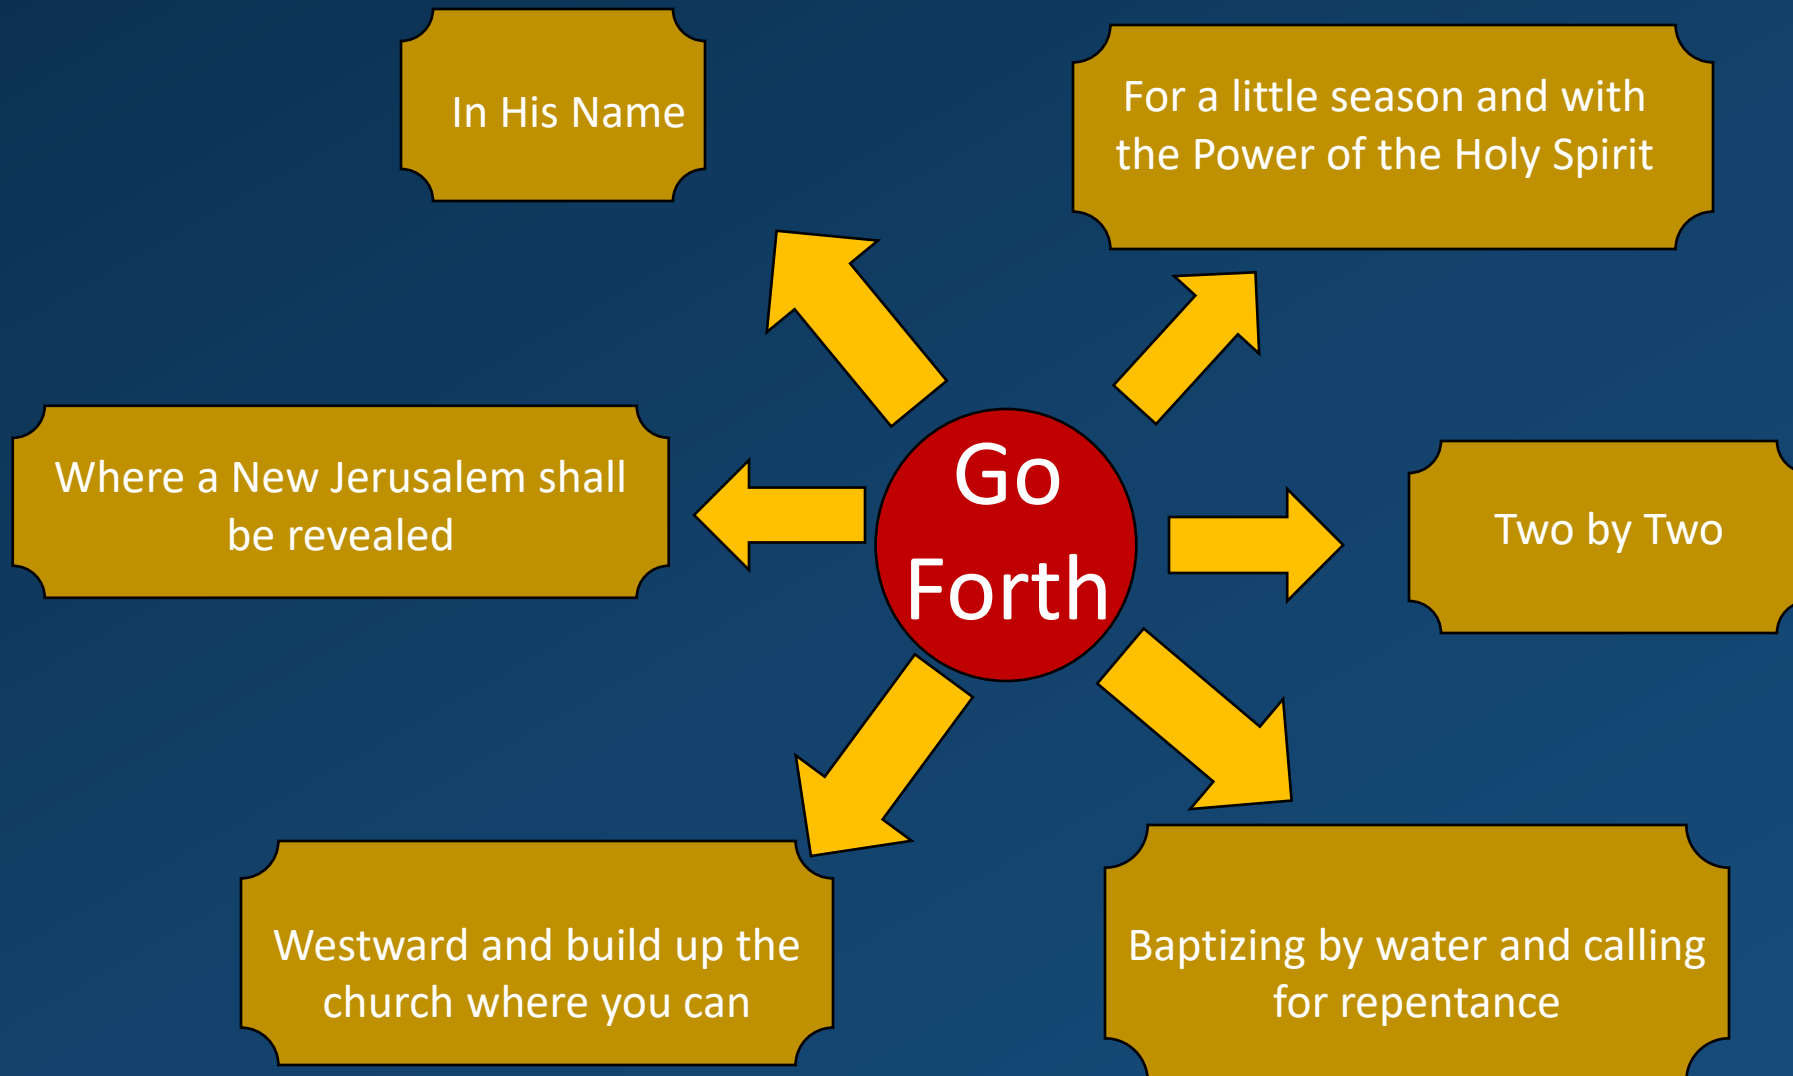 In His Name
For a little season and with
the Power of the Holy Spirit
Where a New Jerusalem shall
be revealed
Go
Forth
Two by Two
Westward and build up the
church where you can
Baptizing by water and calling
for repentance